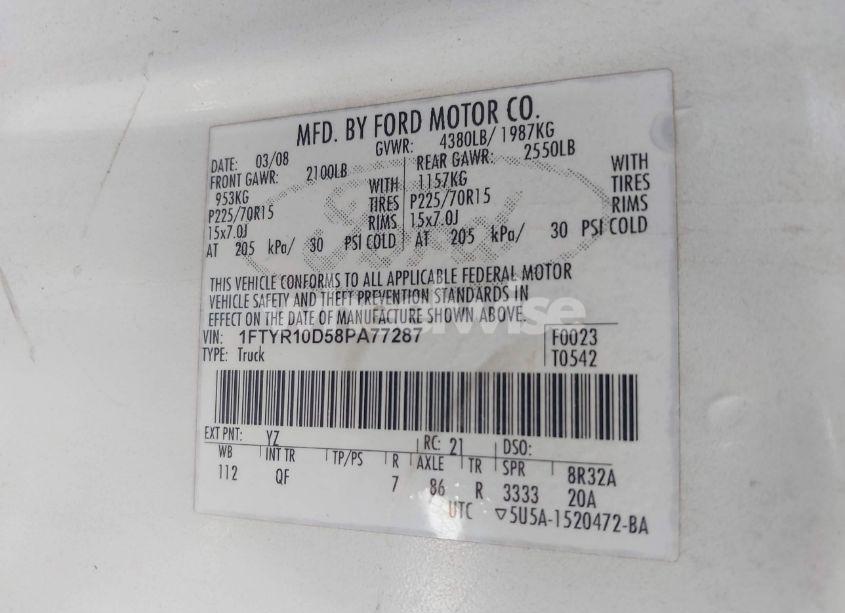 MFD. BY FORD MOTOR CO.
DATE: 03/08 GVWR: 4380LB/ 1987KG
FRONT GAWR: 2100LB REAR GAWR: 2550LB
953KG WITH 1157KG WITH
P225/70R15 TIRES P225/70R15 TIRES
15x7.0J RIMS 15x7.0J RIMS
AT 205 kPa/ 30 PSI COLD AT 205 kPa/ 30 PSI COLD
THIS VEHICLE CONFORMS TO ALL APPLICABLE FEDERAL MOTOR
VEHICLE SAFETY AND THEFT PREVENTION STANDARDS IN
EFFECT ON THE DATE OF MANUFACTURE SHOWN ABOVE.
VIN: 1FTYR10D58PA77287 F0023
TYPE: Truck T0542
EXT PNT: YZ RC: 21 DSO:
WB INT TR TP/PS R AXLE TR SPR 8R32A
112 QF 7 86 R 3333 20A
UTC ▽5U5A-1520472-BA